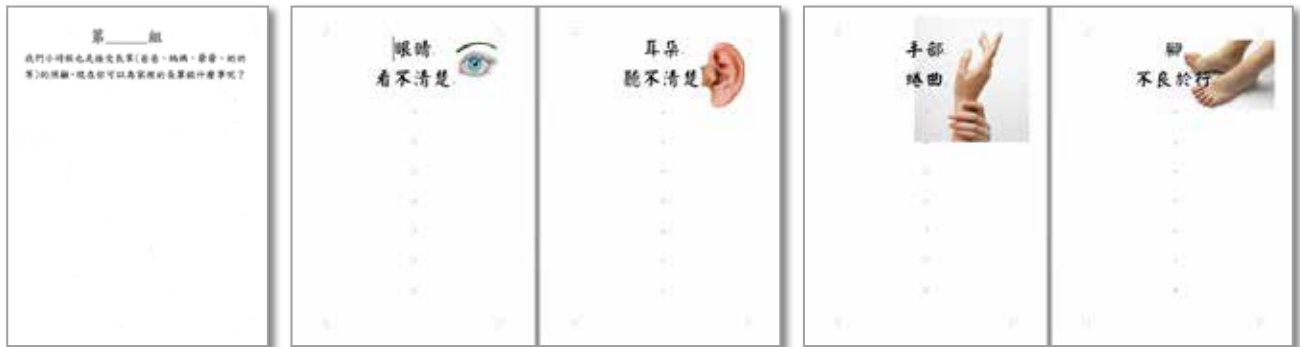 第______組
我們小時候也是接受長輩(爸爸、媽媽、爺爺、奶奶
等)的照顧，現在你可以為家裡的長輩做什麼事呢？
眼睛
看不清楚
耳朵
聽不清楚
手部
捲曲
腳
不良於行